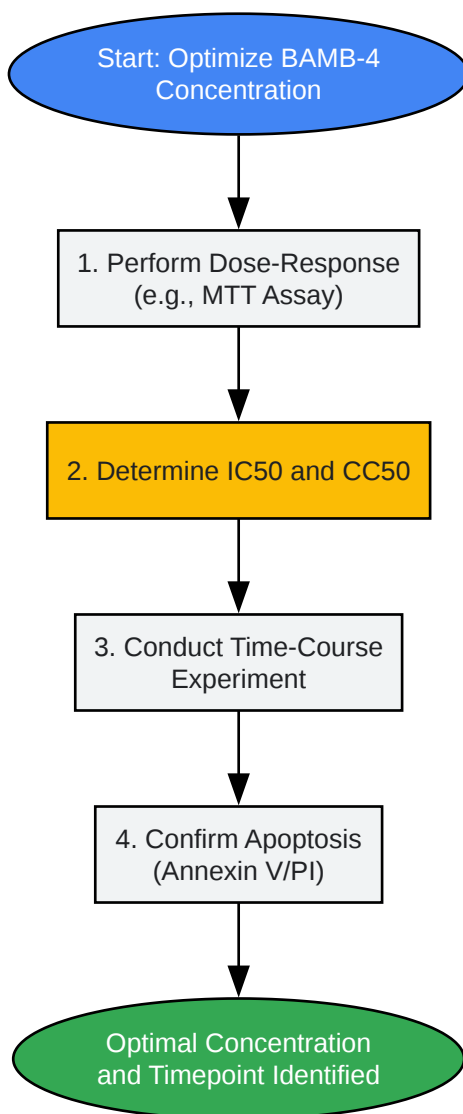 Start: Optimize BAMB-4
Concentration
1. Perform Dose-Response
(e.g., MTT Assay)
2. Determine IC50 and CC50
3. Conduct Time-Course
Experiment
4. Confirm Apoptosis
(Annexin V/PI)
Optimal Concentration
and Timepoint Identified